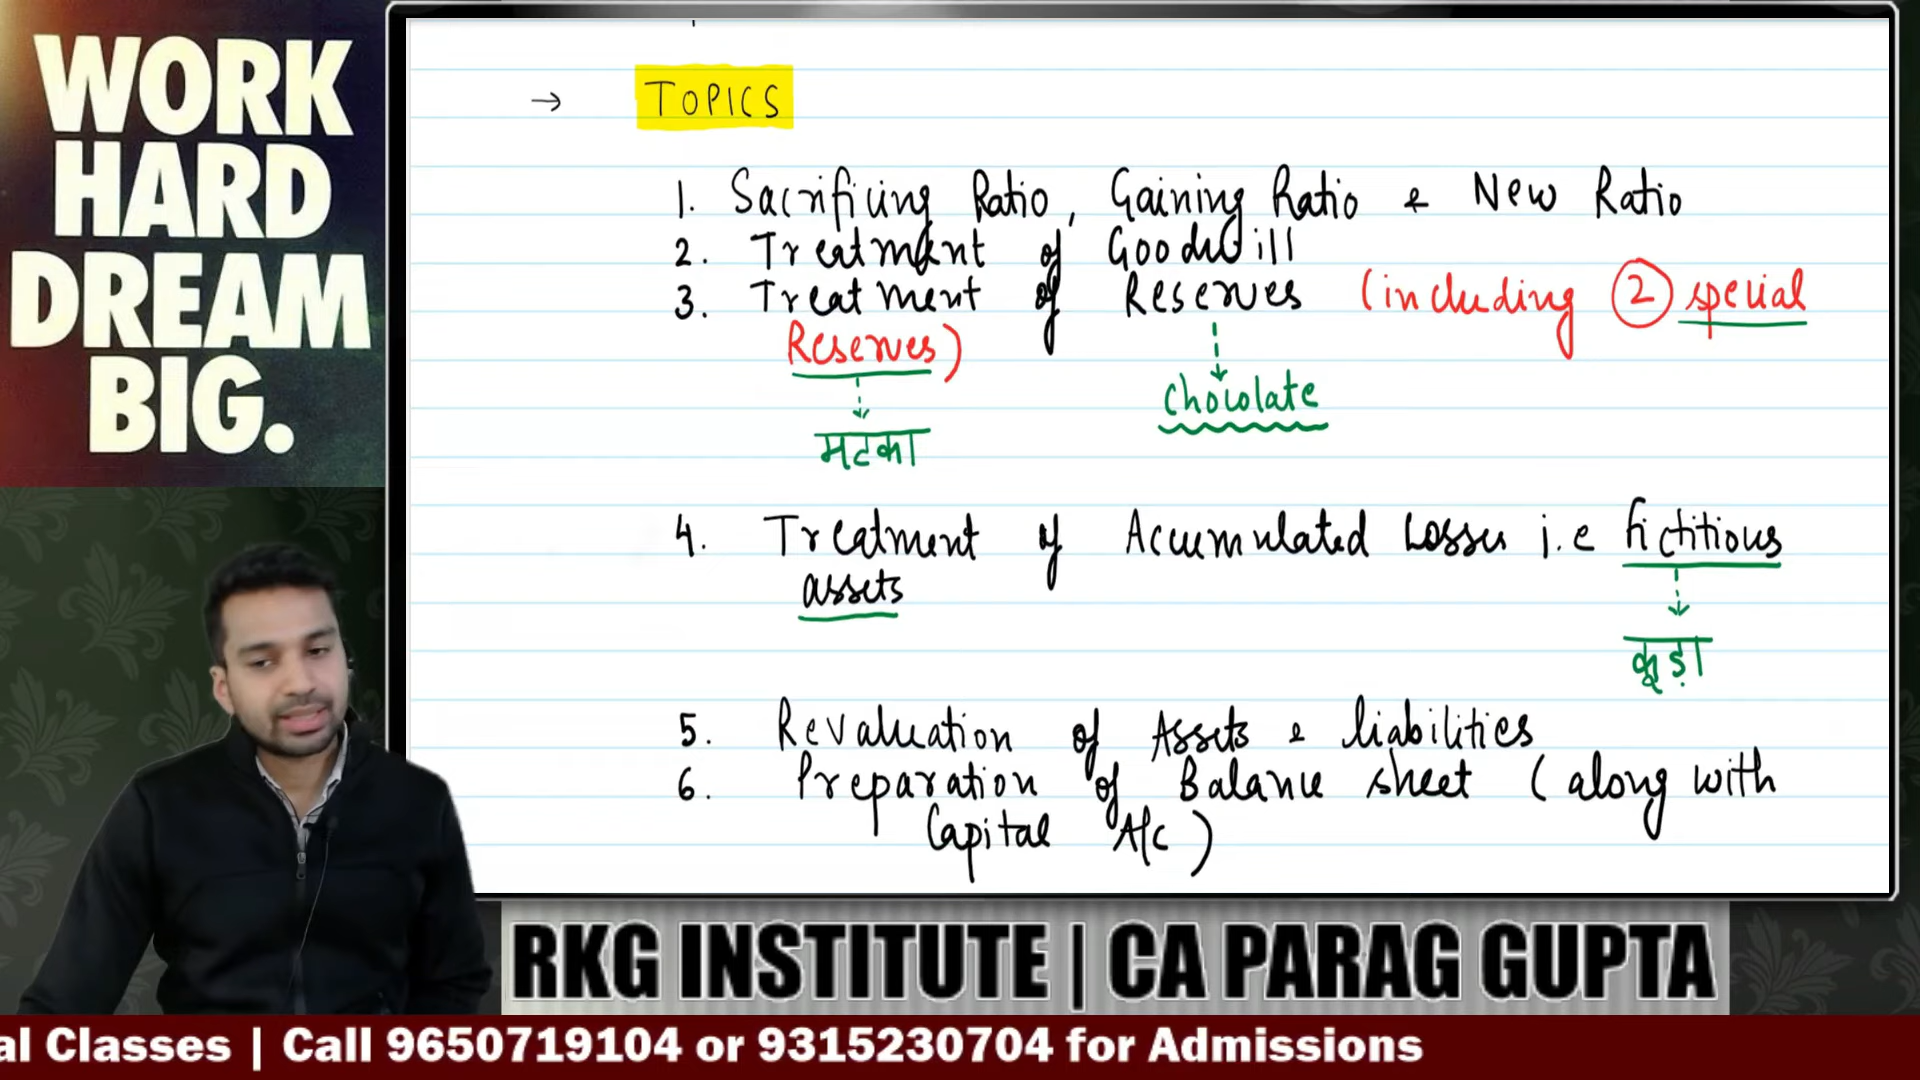 WORK
HARD
DREAM
BIG.
→ TOPICS
1. Sacrificing Ratio, Gaining Ratio & New Ratio
2. Treatment of Goodwill
3. Treatment of Reserves (including 2 special
Reserves)
Chocolate
मटका
4. Treatment of Accumulated Losses i.e fictitious
assets
कूड़ा
5. Revaluation of Assets & liabilities
6. Preparation of Balance sheet (along with
Capital A/c)
RKG INSTITUTE | CA PARAG GUPTA
al Classes | Call 9650719104 or 9315230704 for Admissions